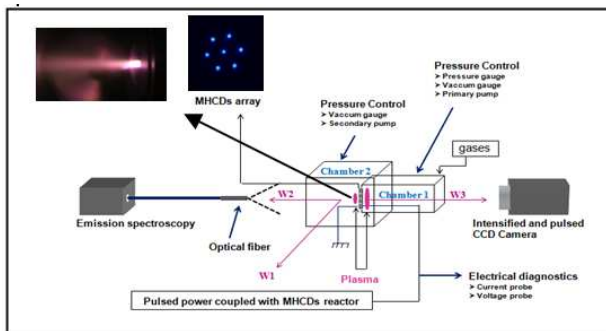 MHCDs array
Pressure Control
➤ Pressure gauge
➤ Vaccum gauge
➤ Primary pump
Pressure Control
➤ Vaccum gauge
➤ Secondary pump
gases
Chamber 2
Chamber 1
W2
W3
Emission spectroscopy
Optical fiber
Intensified and pulsed
CCD Camera
W1
Plasma
Electrical diagnostics
➤ Current probe
➤ Voltage probe
Pulsed power coupled with MHCDs reactor